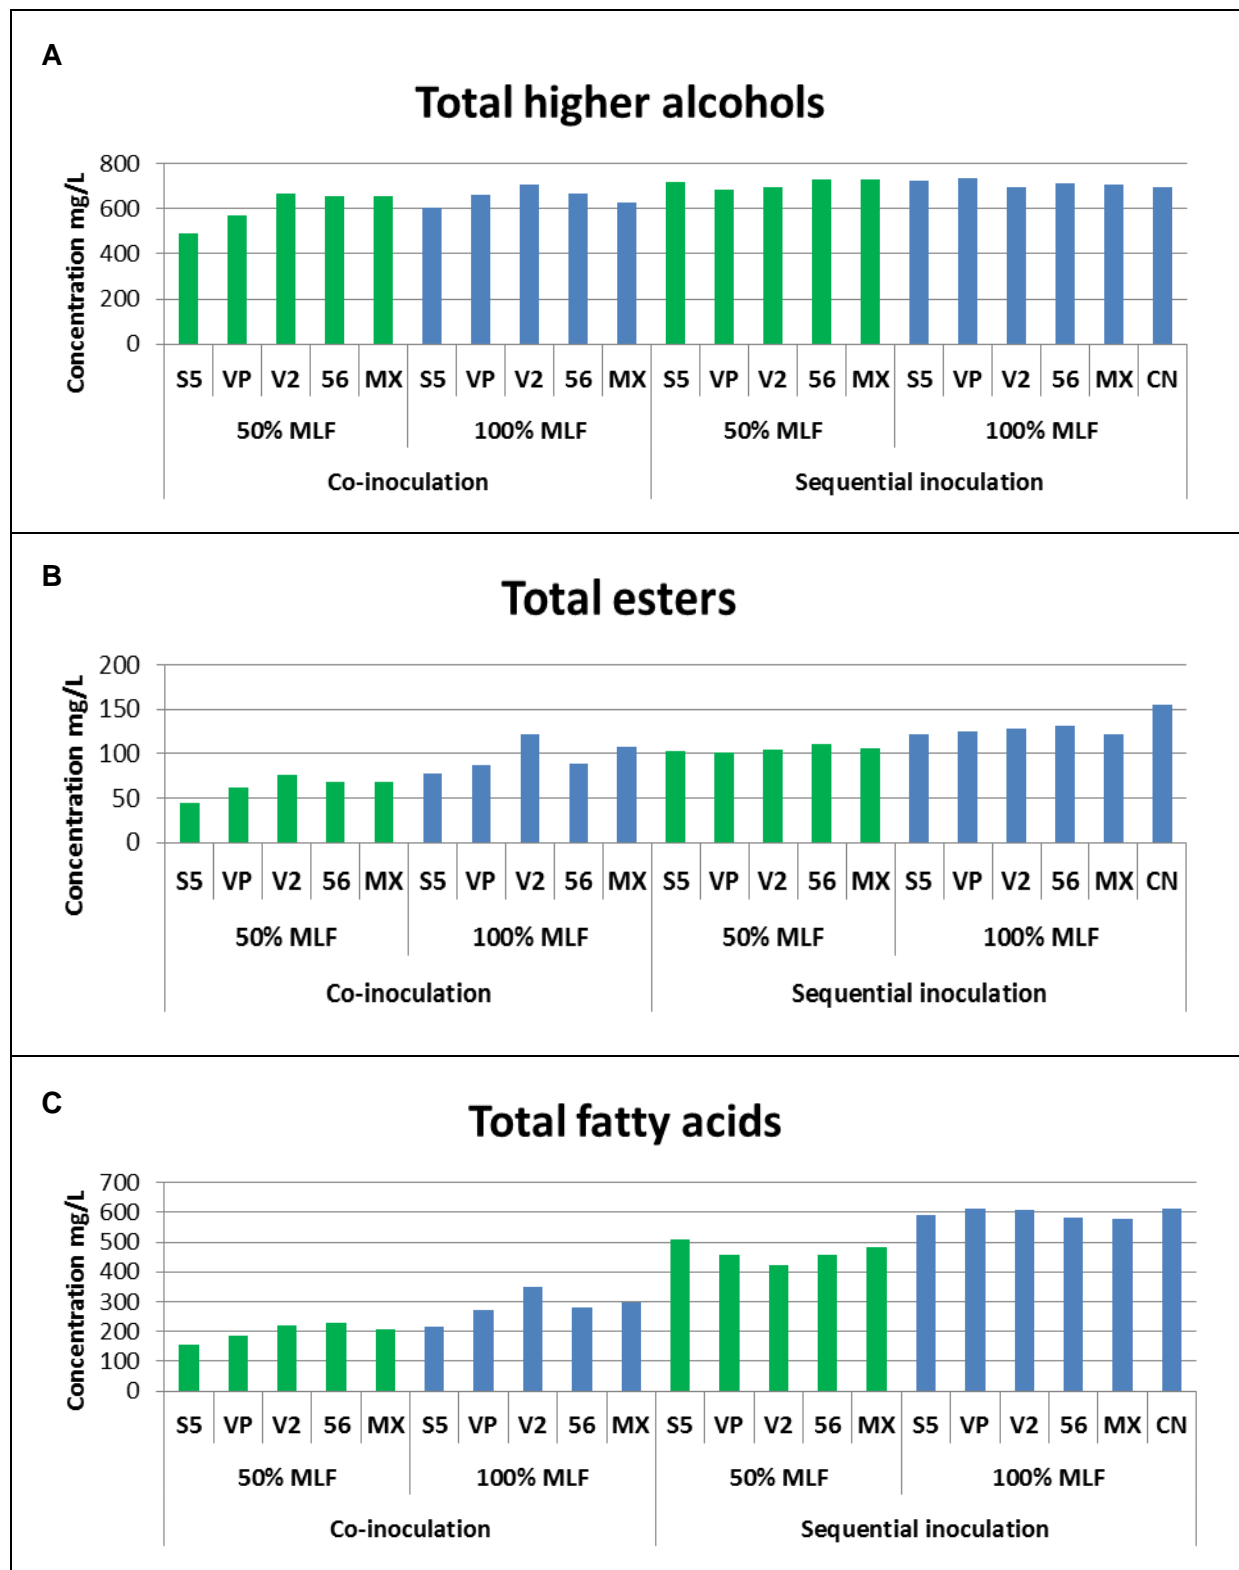 A
Total higher alcohols
Concentration mg/L
800
600
400
200
0
S5 VP V2 56 MX S5 VP V2 56 MX S5 VP V2 56 MX S5 VP V2 56 MX CN
50% MLF 100% MLF 50% MLF 100% MLF
Co-inoculation Sequential inoculation
B
Total esters
Concentration mg/L
200
150
100
50
0
S5 VP V2 56 MX S5 VP V2 56 MX S5 VP V2 56 MX S5 VP V2 56 MX CN
50% MLF 100% MLF 50% MLF 100% MLF
Co-inoculation Sequential inoculation
C
Total fatty acids
Concentration mg/L
700
600
500
400
300
200
100
0
S5 VP V2 56 MX S5 VP V2 56 MX S5 VP V2 56 MX S5 VP V2 56 MX CN
50% MLF 100% MLF 50% MLF 100% MLF
Co-inoculation Sequential inoculation